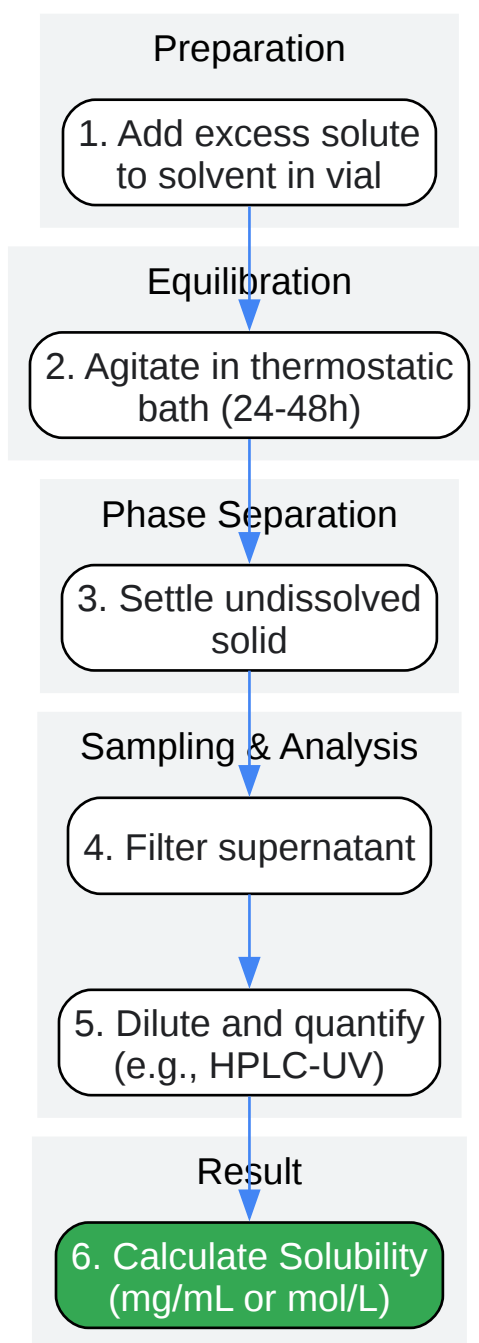 Preparation
1. Add excess solute
to solvent in vial
Equilibration
2. Agitate in thermostatic
bath (24-48h)
Phase Separation
3. Settle undissolved
solid
Sampling & Analysis
4. Filter supernatant
5. Dilute and quantify
(e.g., HPLC-UV)
Result
6. Calculate Solubility
(mg/mL or mol/L)